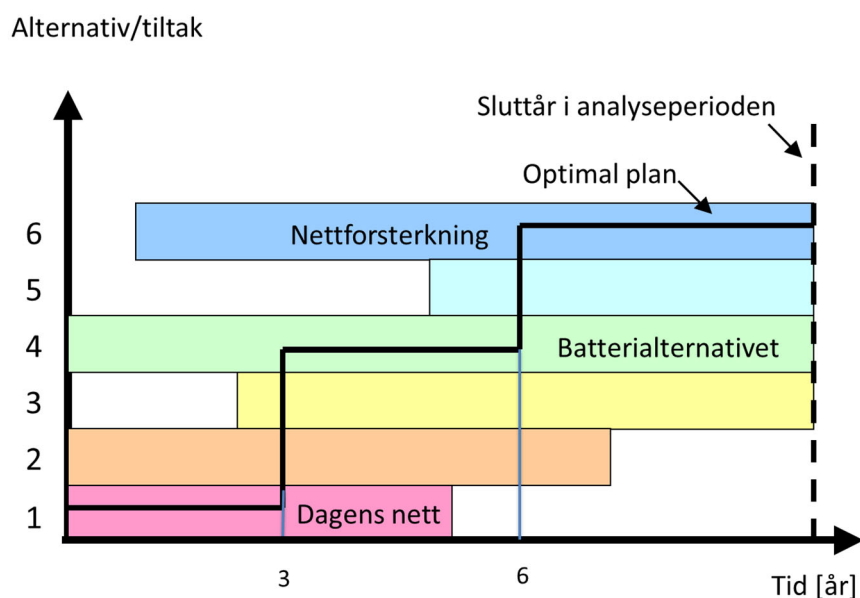 Alternativ/tiltak
Sluttår i analyseperioden
Optimal plan
6
Nettforsterkning
5
4
Batterialternativet
3
2
1
Dagens nett
3
6
Tid [år]